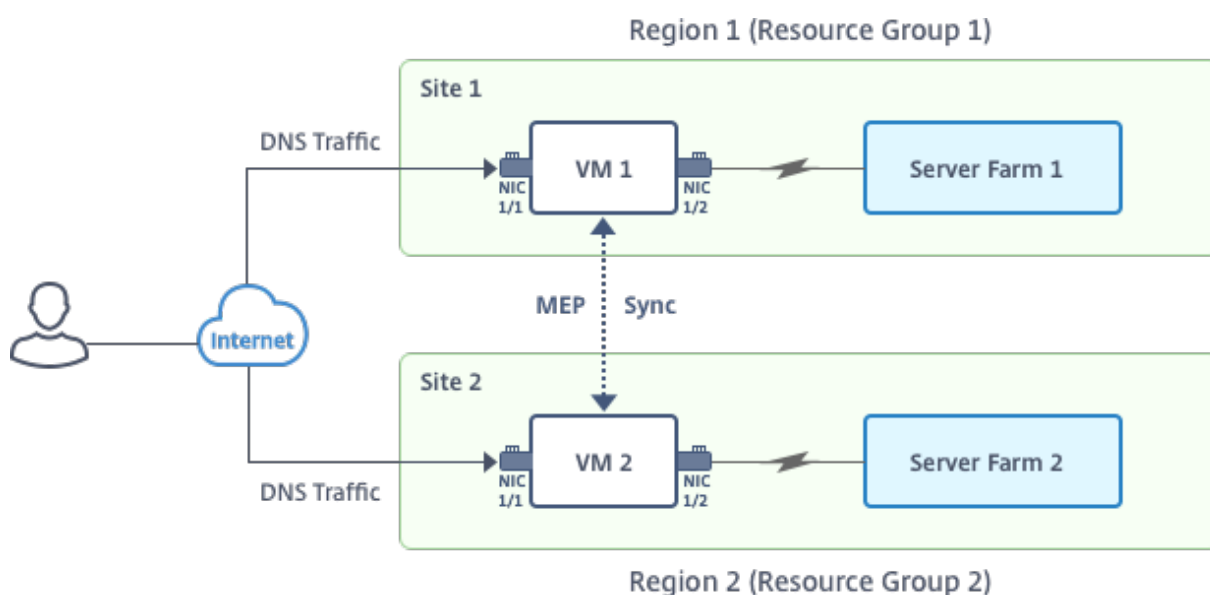 Region 1 (Resource Group 1)
Site 1
DNS Traffic
VM 1
NIC
1/1
NIC
1/2
Server Farm 1
MEP
Sync
Internet
Site 2
VM 2
NIC
1/1
NIC
1/2
Server Farm 2
DNS Traffic
Region 2 (Resource Group 2)